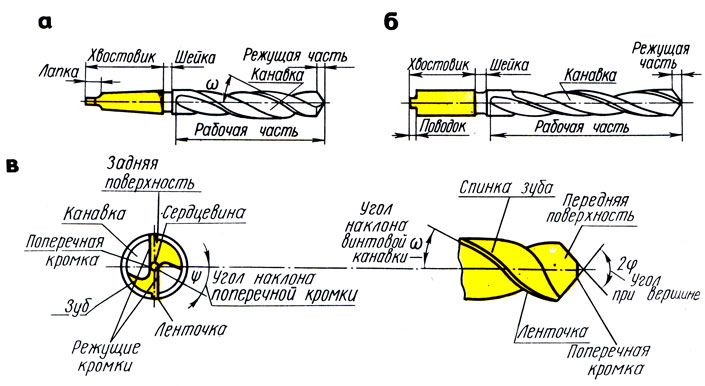 а
Хвостовик
Шейка
Режущая часть
Лапка
ω
Канавка
Рабочая часть
б
Хвостовик
Шейка
Режущая
часть
Канавка
Поводок
Рабочая часть
в
Задняя
поверхность
Канавка
Сердцевина
Поперечная
кромка
Зуб
ψ
Угол наклона
поперечной кромки
Ленточка
Режущие
кромки
Угол
наклона
винтовой
канавки
ω
Спинка зуба
Передняя
поверхность
2φ
Угол
при вершине
Ленточка
Поперечная
кромка